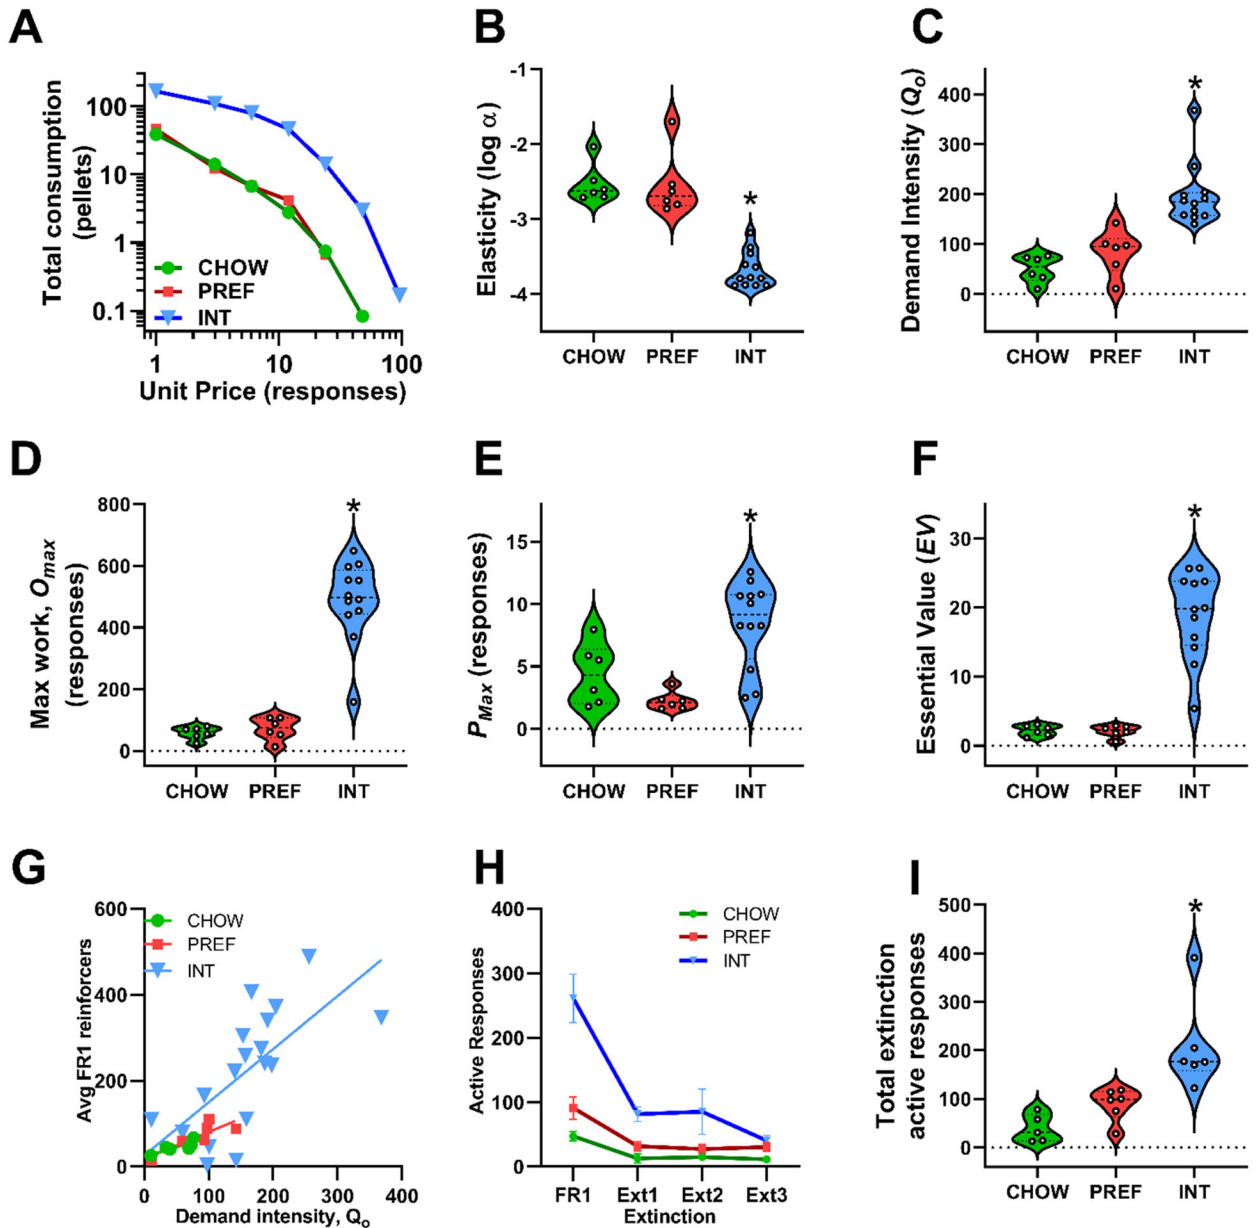 A
Total consumption
(pellets)
100
10
1
0.1
CHOW
PREF
INT
1
10
100
Unit Price (responses)
B
Elasticity (log α)
-1
-2
-3
-4
*
CHOW
PREF
INT
C
Demand Intensity (Qo)
400
300
200
100
0
*
CHOW
PREF
INT
D
Max work, Omax
(responses)
800
600
400
200
0
*
CHOW
PREF
INT
E
PMax (responses)
15
10
5
0
*
CHOW
PREF
INT
F
Essential Value (EV)
30
20
10
0
*
CHOW
PREF
INT
G
Avg FR1 reinforcers
600
400
200
0
CHOW
PREF
INT
0
100
200
300
400
Demand intensity, Qo
H
Active Responses
400
300
200
100
0
CHOW
PREF
INT
FR1
Ext1
Ext2
Ext3
Extinction
I
Total extinction
active responses
500
400
300
200
100
0
*
CHOW
PREF
INT